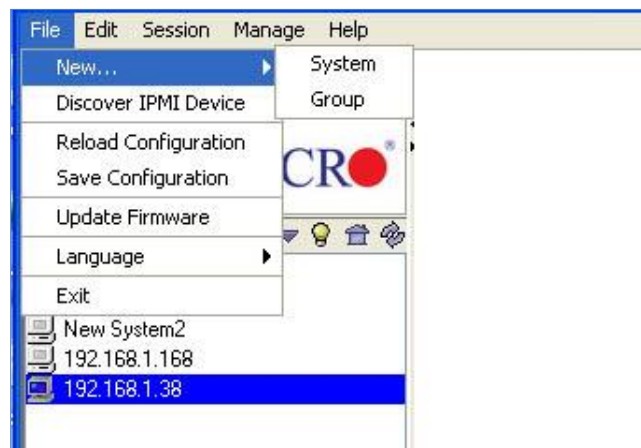 File Edit Session Manage Help
New... System
Discover IPMI Device Group
Reload Configuration
Save Configuration
CR
Update Firmware
Language
Exit
New System2
192.168.1.168
192.168.1.38